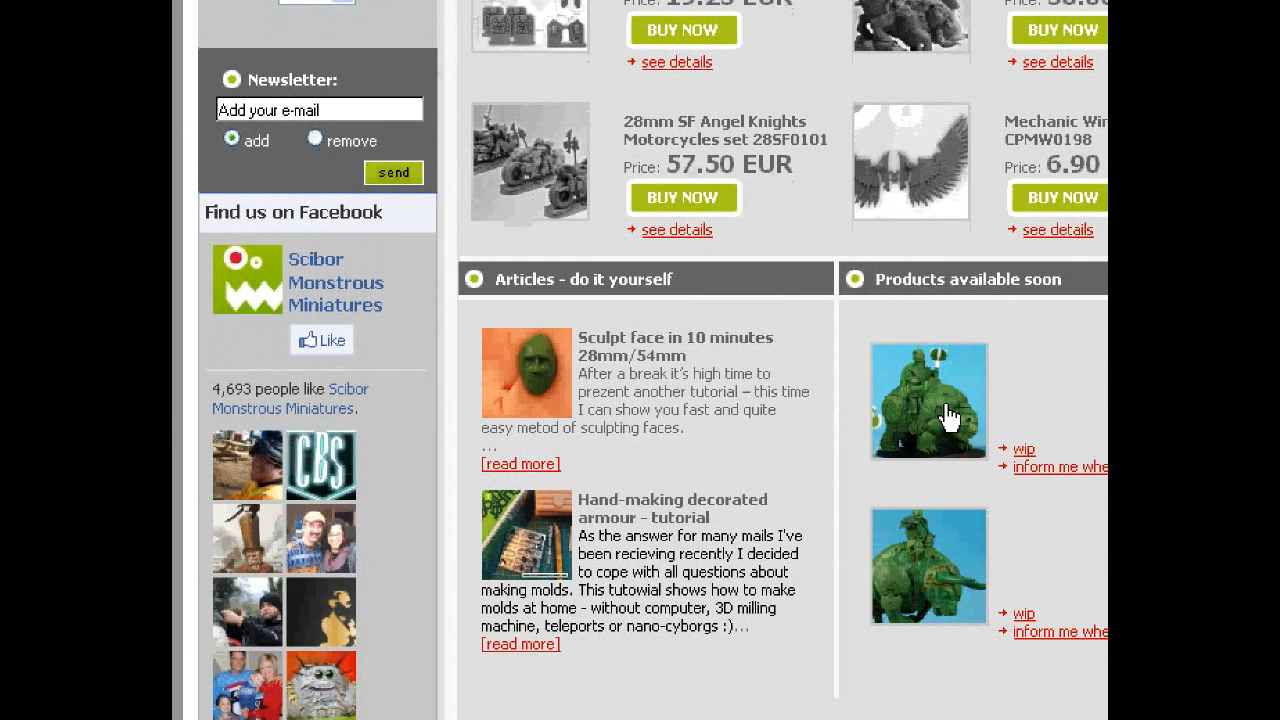 Newsletter:
Add your e-mail
add
remove
send
Find us on Facebook
Scibor
Monstrous
Miniatures
Like
4,693 people like Scibor
Monstrous Miniatures.
CBS
BUY NOW
see details
BUY NOW
see details
28mm SF Angel Knights
Motorcycles set 28SF0101
Price: 57.50 EUR
BUY NOW
see details
Mechanic
CPMW0198
Price: 6.90
BUY NOW
see details
Articles - do it yourself
Sculpt face in 10 minutes
28mm/54mm
After a break it's high time to
prezent another tutorial – this time
I can show you fast and quite
easy metod of sculpting faces.
...
[read more]
Hand-making decorated
armour - tutorial
As the answer for many mails I've
been recieving recently I decided
to cope with all questions about
making molds. This tutowial shows how to make
molds at home - without computer, 3D milling
machine, teleports or nano-cyborgs :)...
[read more]
Products available soon
wip
inform me whe
wip
inform me whe